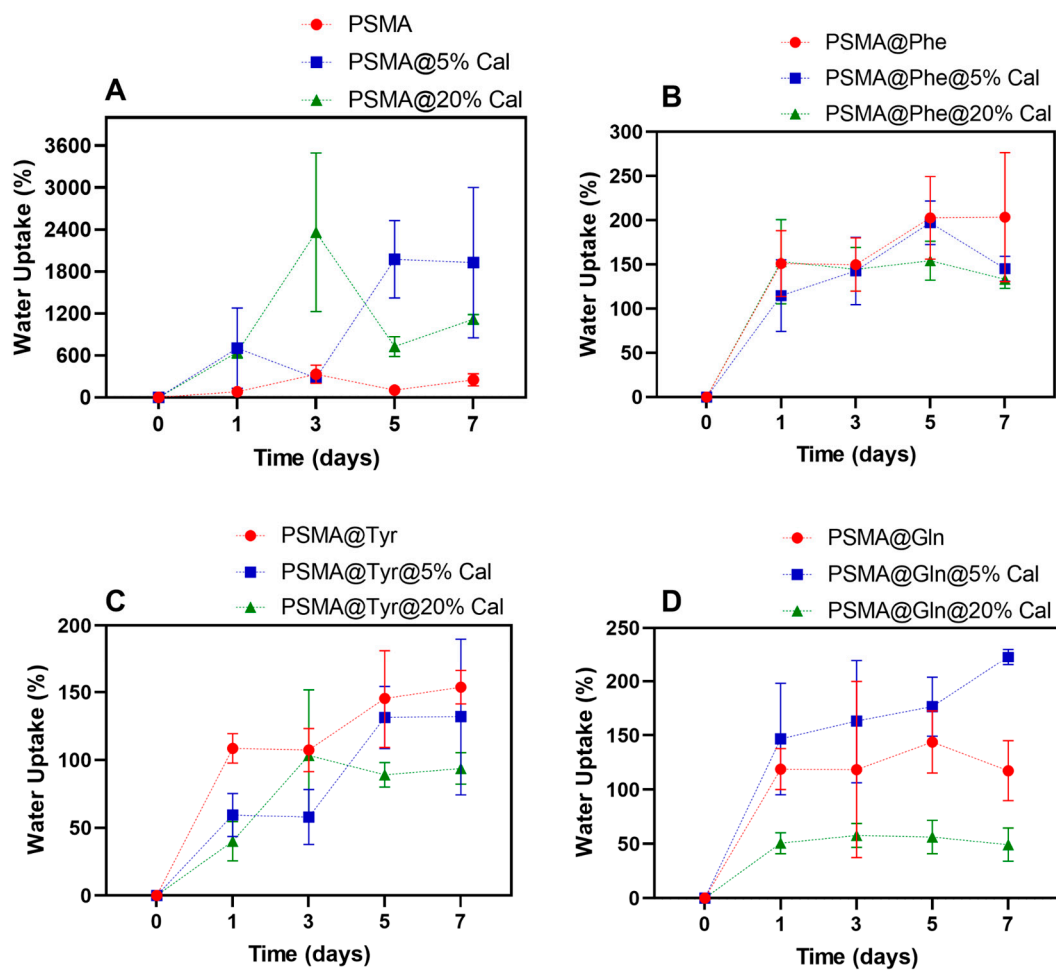 PSMA
PSMA@5% Cal
PSMA@20% Cal
A
Water Uptake (%)
3600
3000
2400
1800
1200
600
0
0 1 3 5 7
Time (days)
PSMA@Phe
PSMA@Phe@5% Cal
PSMA@Phe@20% Cal
B
Water Uptake (%)
300
250
200
150
100
50
0
0 1 3 5 7
Time (days)
PSMA@Tyr
PSMA@Tyr@5% Cal
PSMA@Tyr@20% Cal
C
Water Uptake (%)
200
150
100
50
0
0 1 3 5 7
Time (days)
PSMA@Gln
PSMA@Gln@5% Cal
PSMA@Gln@20% Cal
D
Water Uptake (%)
250
200
150
100
50
0
0 1 3 5 7
Time (days)